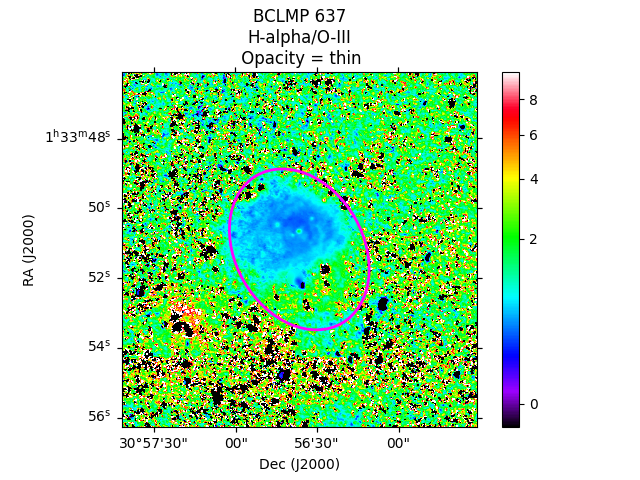 BCLMP 637
H-alpha/O-III
Opacity = thin
1ʰ33ᵐ48ˢ
50ˢ
52ˢ
54ˢ
56ˢ
RA (J2000)
30°57'30"
00"
56'30"
00"
Dec (J2000)
8
6
4
2
0